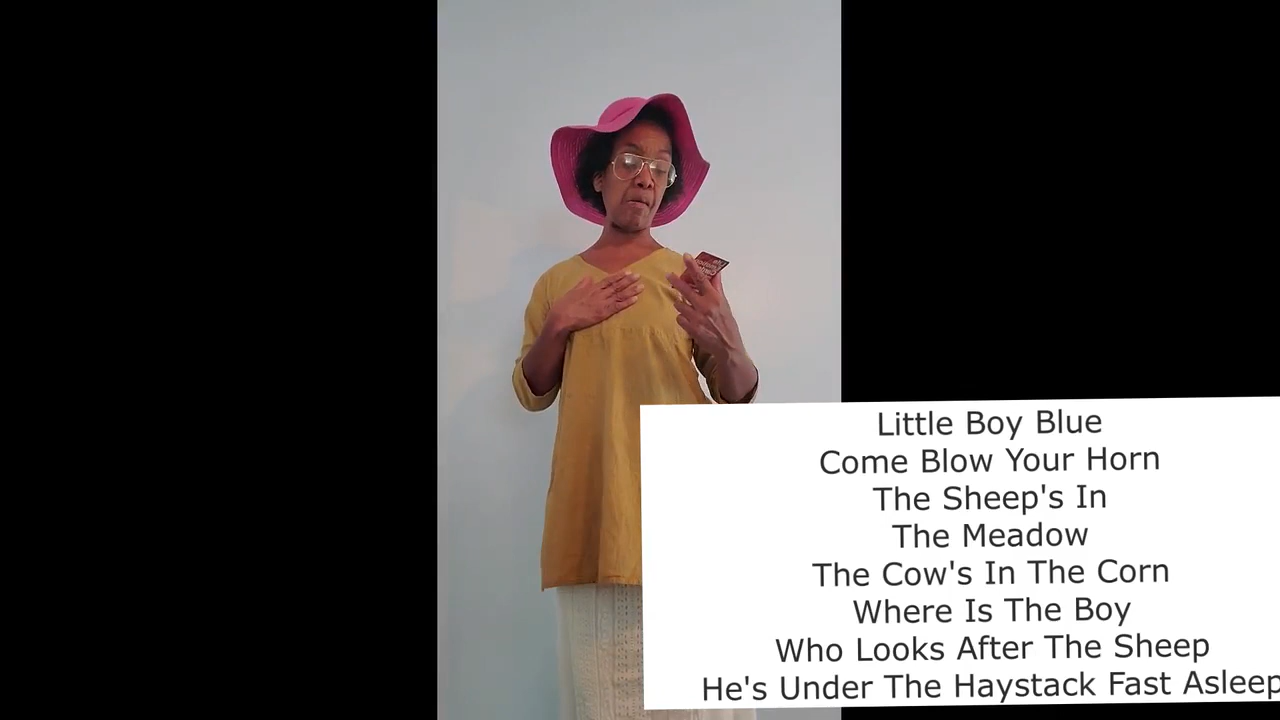 Little Boy Blue
Come Blow Your Horn
The Sheep's In
The Meadow
The Cow's In The Corn
Where Is The Boy
Who Looks After The Sheep
He's Under The Haystack Fast Asleep